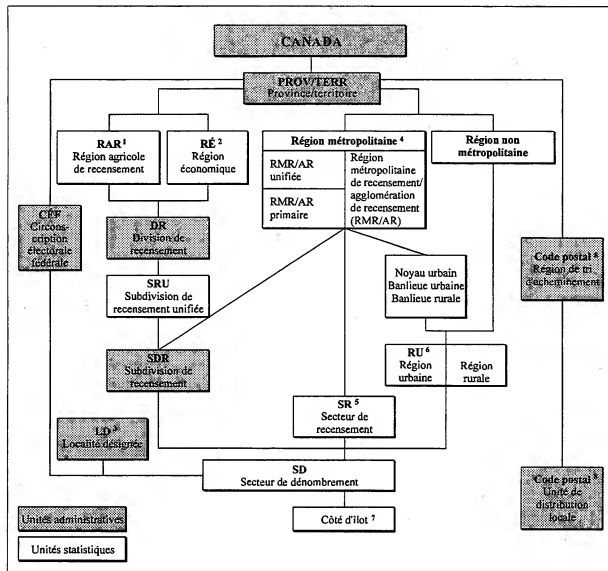 CANADA
PROV/TERR
Province/territoire
RAR 1
Région agricole
de recensement
RÉ 2
Région
économique
Région métropolitaine 4
RMR/AR
unifiée
RMR/AR
primaire
Région
métropolitaine
de recensement/
agglomération
de recensement
(RMR/AR)
Région non
métropolitaine
CÉF
Circons-
cription
électorale
fédérale
DR
Division de
recensement
SRU
Subdivision de
recensement unifiée
SDR
Subdivision de
recensement
Noyau urbain
Banlieue urbaine
Banlieue rurale
Code postal 8
Région de tri
d'acheminement
RU 6
Région
urbaine
Région
rurale
SR 5
Secteur de
recensement
LD 3
Localité désignée
SD
Secteur de dénombrement
Côté d'îlot 7
Code postal 8
Unité de
distribution
locale
Unités administratives
Unités statistiques